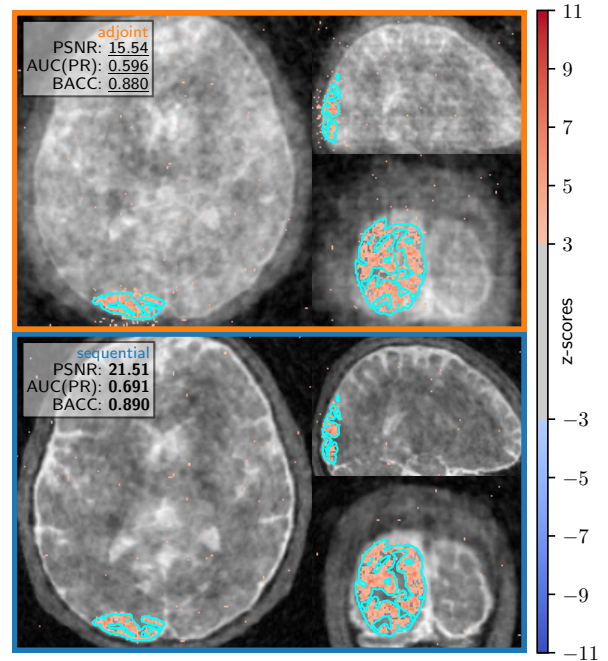 adjoint
PSNR: 15.54
AUC(PR): 0.596
BACC: 0.880
sequential
PSNR: 21.51
AUC(PR): 0.691
BACC: 0.890
11
9
7
5
3
z-scores
−3
−5
−7
−9
−11